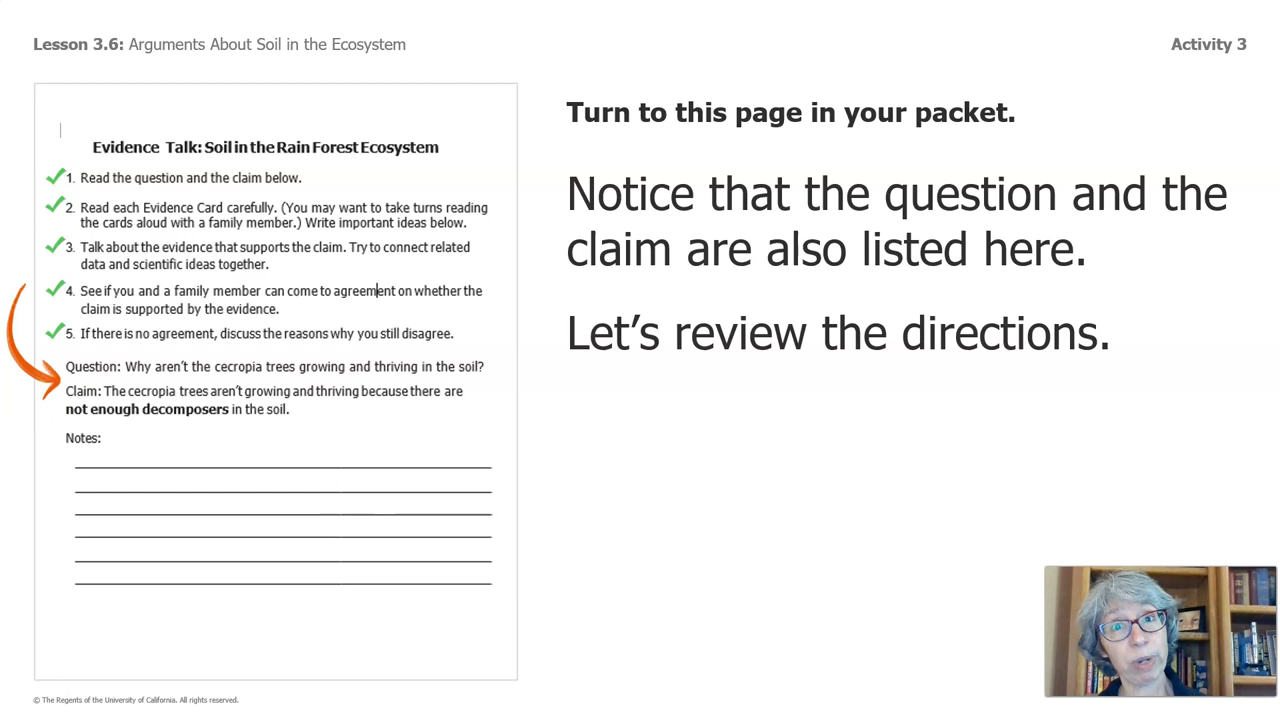 Lesson 3.6: Arguments About Soil in the Ecosystem
Activity 3
Evidence Talk: Soil in the Rain Forest Ecosystem
1. Read the question and the claim below.
2. Read each Evidence Card carefully. (You may want to take turns reading
the cards aloud with a family member.) Write important ideas below.
3. Talk about the evidence that supports the claim. Try to connect related
data and scientific ideas together.
4. See if you and a family member can come to agreement on whether the
claim is supported by the evidence.
5. If there is no agreement, discuss the reasons why you still disagree.
Question: Why aren't the cecropia trees growing and thriving in the soil?
Claim: The cecropia trees aren't growing and thriving because there are
not enough decomposers in the soil.
Notes:
Turn to this page in your packet.
Notice that the question and the
claim are also listed here.
Let's review the directions.
© The Regents of the University of California. All rights reserved.